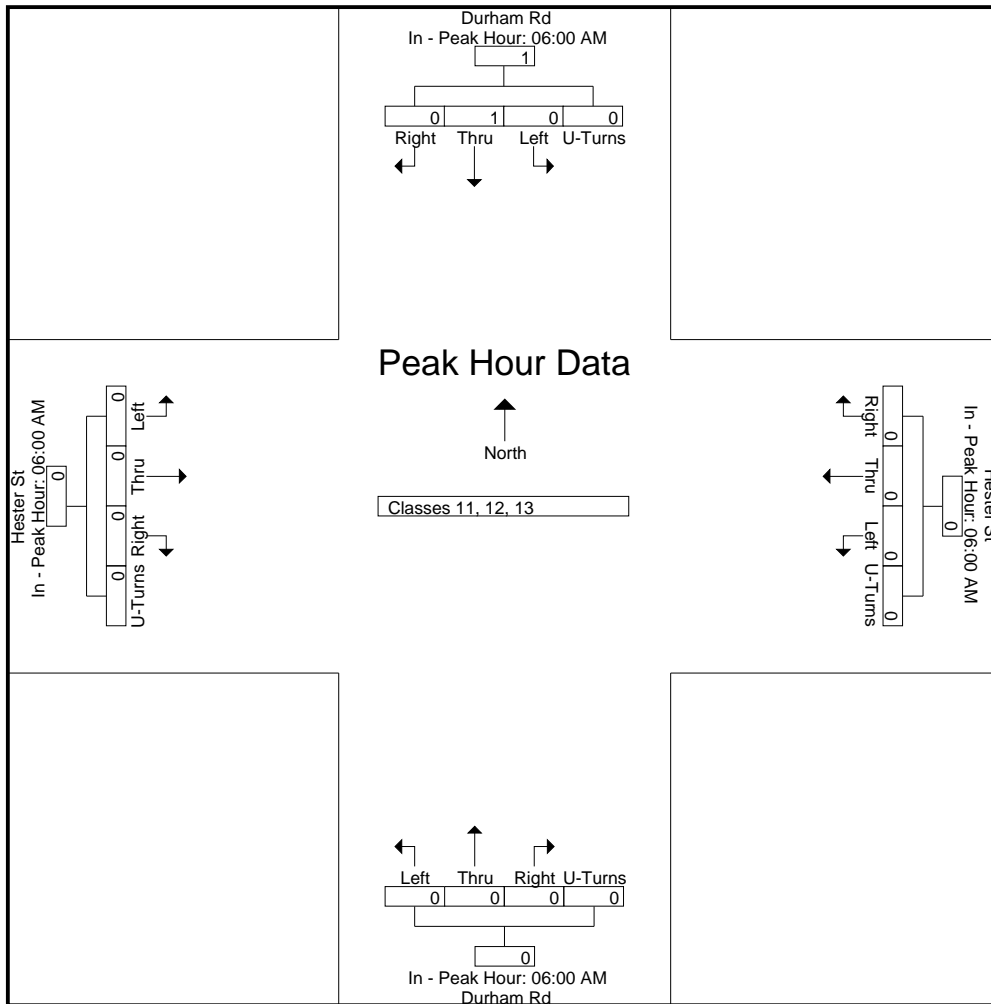 Durham Rd
In - Peak Hour: 06:00 AM
1
0 1 0 0
Right Thru Left U-Turns
Peak Hour Data
North
Classes 11, 12, 13
Hester St
In - Peak Hour: 06:00 AM
0
0 0 0 0
Left Thru Right U-Turns
Hester St
In - Peak Hour: 06:00 AM
0
0 0 0 0
Right Thru Left U-Turns
Left Thru Right U-Turns
0 0 0 0
0
In - Peak Hour: 06:00 AM
Durham Rd